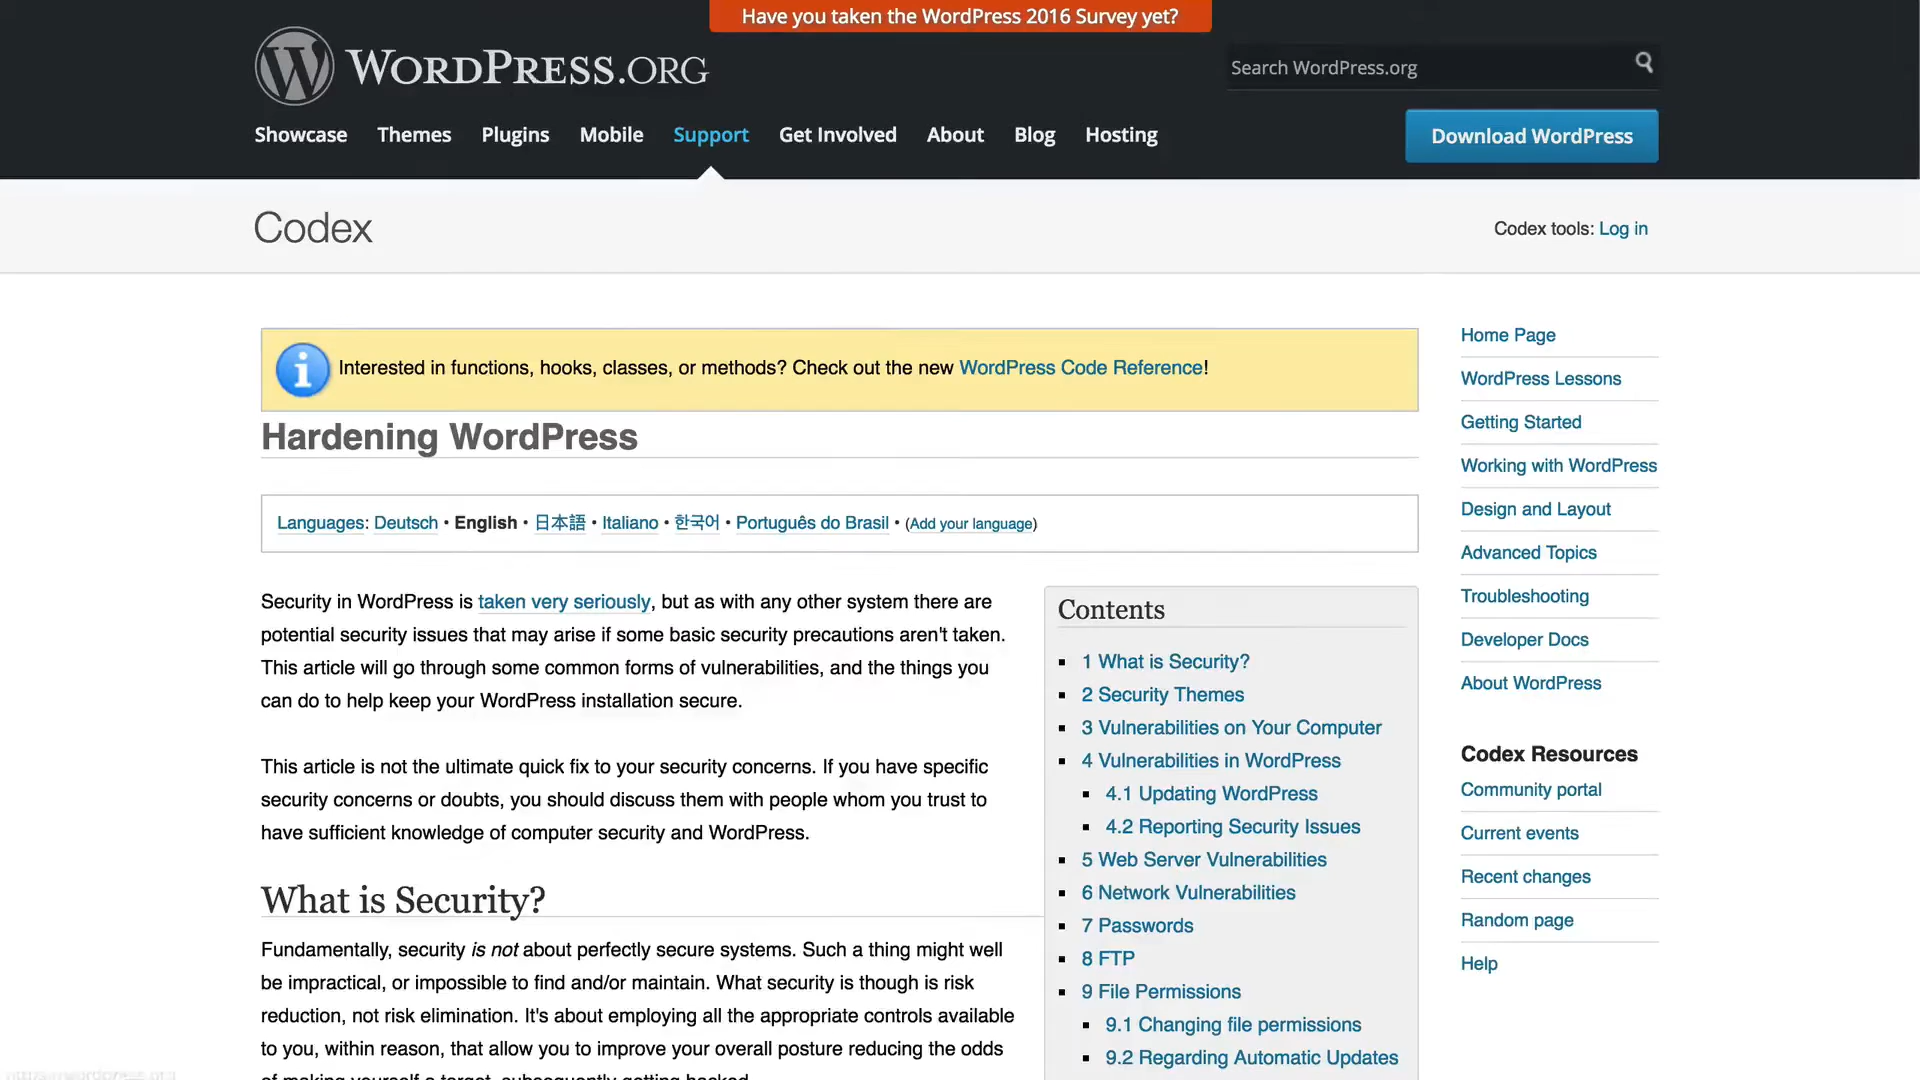 Have you taken the WordPress 2016 Survey yet?
WORDPRESS.ORG
Search WordPress.org
Showcase Themes Plugins Mobile Support Get Involved About Blog Hosting
Download WordPress
Codex
Codex tools: Log in
Interested in functions, hooks, classes, or methods? Check out the new WordPress Code Reference!
Hardening WordPress
Languages: Deutsch • English • 日本語 • Italiano • 한국어 • Português do Brasil • (Add your language)
Security in WordPress is taken very seriously, but as with any other system there are
potential security issues that may arise if some basic security precautions aren't taken.
This article will go through some common forms of vulnerabilities, and the things you
can do to help keep your WordPress installation secure.
This article is not the ultimate quick fix to your security concerns. If you have specific
security concerns or doubts, you should discuss them with people whom you trust to
have sufficient knowledge of computer security and WordPress.
What is Security?
Fundamentally, security is not about perfectly secure systems. Such a thing might well
be impractical, or impossible to find and/or maintain. What security is though is risk
reduction, not risk elimination. It's about employing all the appropriate controls available
to you, within reason, that allow you to improve your overall posture reducing the odds
of making yourself a target, subsequently getting hacked.
Contents
1 What is Security?
2 Security Themes
3 Vulnerabilities on Your Computer
4 Vulnerabilities in WordPress
4.1 Updating WordPress
4.2 Reporting Security Issues
5 Web Server Vulnerabilities
6 Network Vulnerabilities
7 Passwords
8 FTP
9 File Permissions
9.1 Changing file permissions
9.2 Regarding Automatic Updates
Home Page
WordPress Lessons
Getting Started
Working with WordPress
Design and Layout
Advanced Topics
Troubleshooting
Developer Docs
About WordPress
Codex Resources
Community portal
Current events
Recent changes
Random page
Help